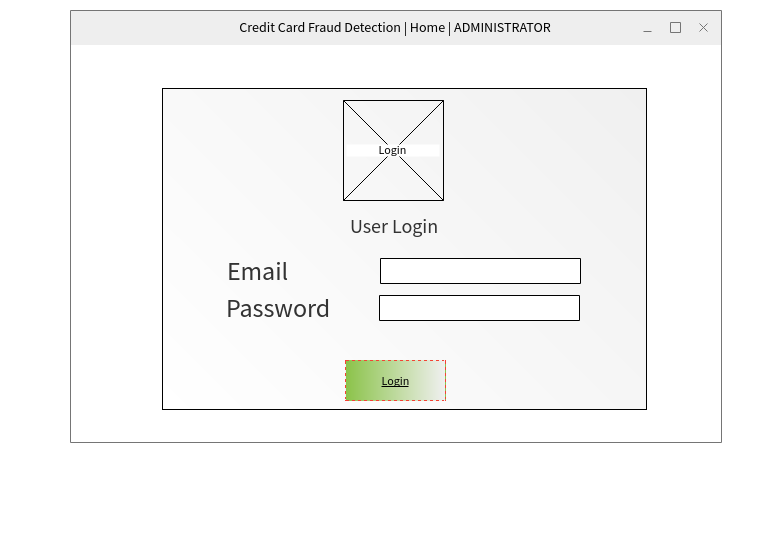 Credit Card Fraud Detection | Home | ADMINISTRATOR
Login
User Login
Email
Password
Login